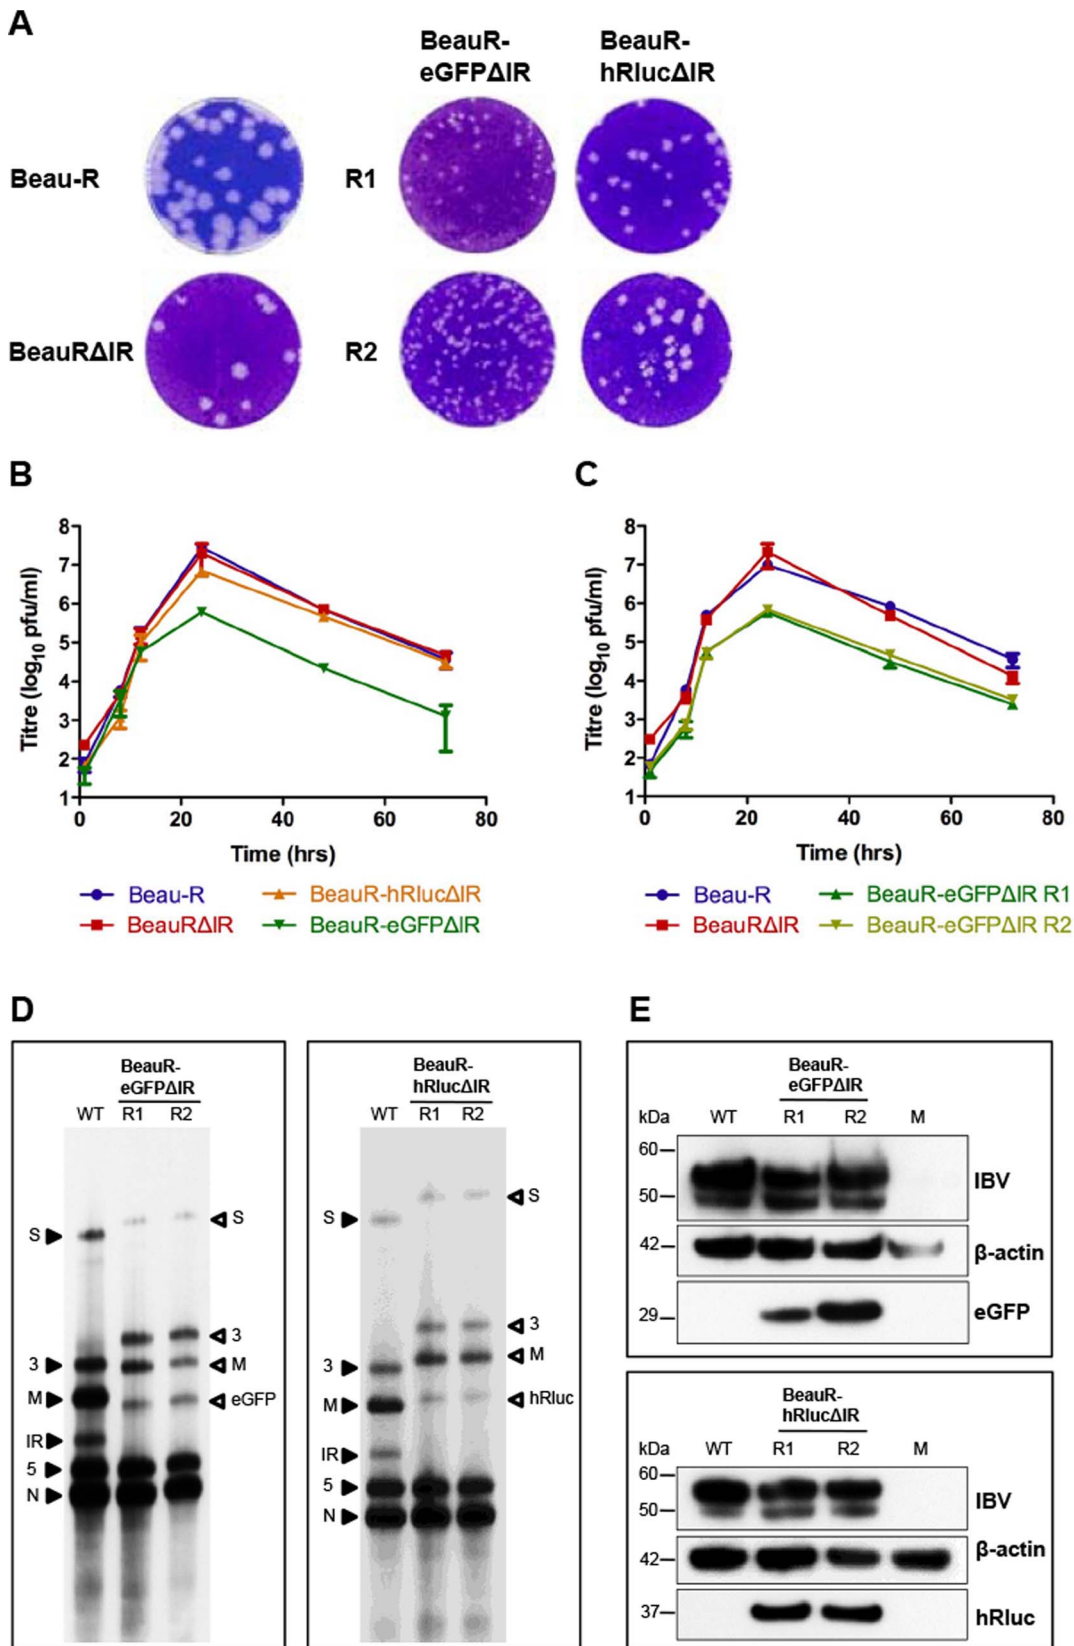 A
BeauR-
eGFPΔIR
BeauR-
hRlucΔIR
Beau-R
R1
BeauRΔIR
R2
B
8
7
6
5
4
3
2
1
0 20 40 60 80
Titre (log10 pfu/ml)
Time (hrs)
Beau-R
BeauR-hRlucΔIR
BeauRΔIR
BeauR-eGFPΔIR
C
8
7
6
5
4
3
2
1
0 20 40 60 80
Titre (log10 pfu/ml)
Time (hrs)
Beau-R
BeauR-eGFPΔIR R1
BeauRΔIR
BeauR-eGFPΔIR R2
D
BeauR-
eGFPΔIR
WT R1 R2
S
3
M
IR
5
N
S
3
M
eGFP
BeauR-
hRlucΔIR
WT R1 R2
S
3
M
IR
5
N
S
3
M
hRluc
E
BeauR-
eGFPΔIR
kDa WT R1 R2 M
60
50
IBV
42
β-actin
29
eGFP
BeauR-
hRlucΔIR
kDa WT R1 R2 M
60
50
IBV
42
β-actin
37
hRluc